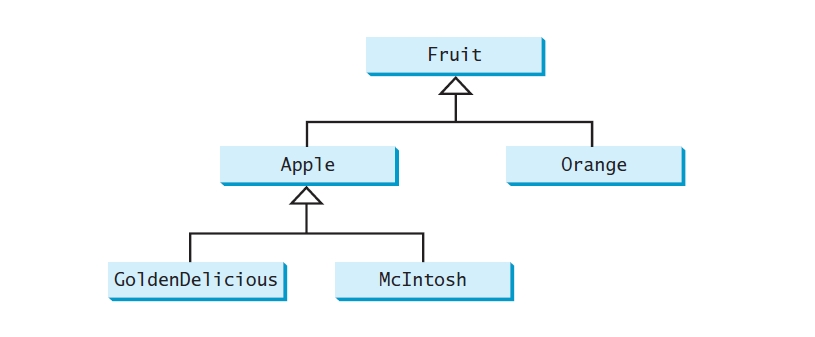 Fruit
Apple
Orange
GoldenDelicious
McIntosh